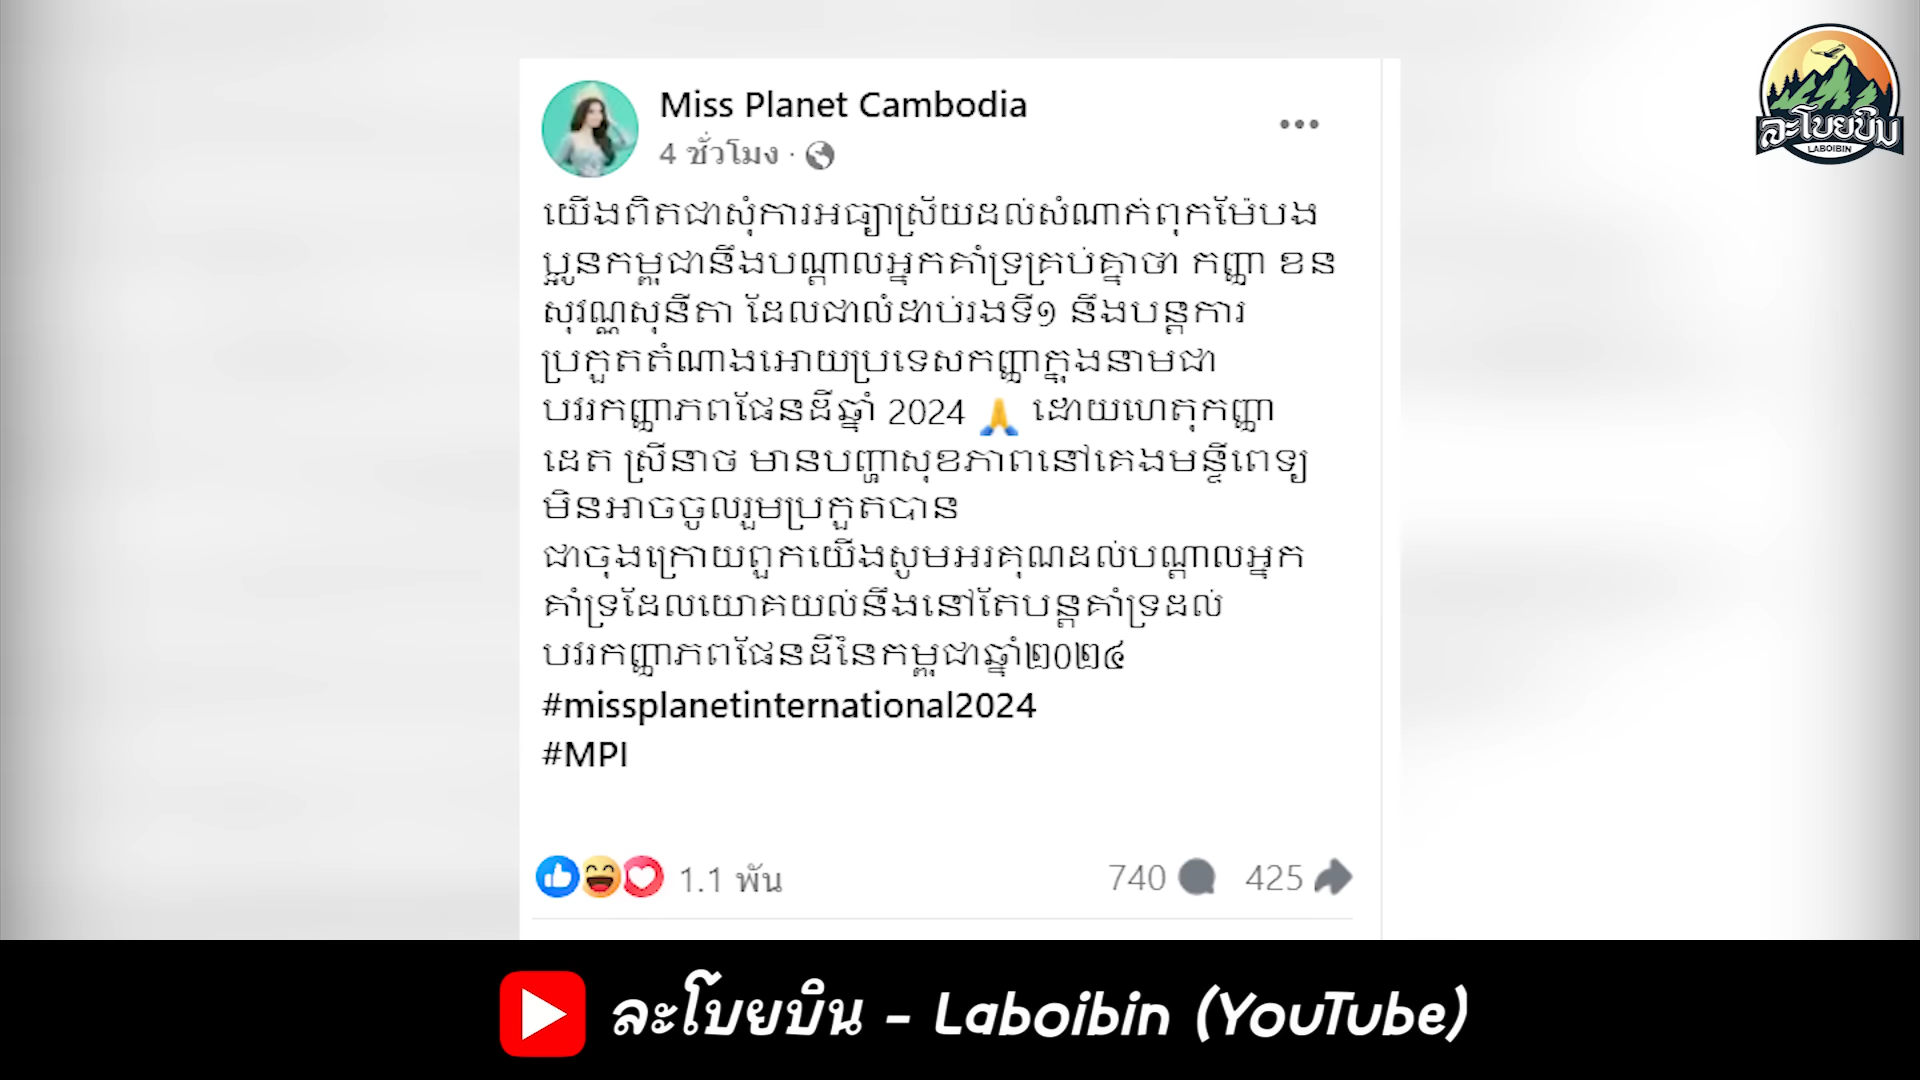 Miss Planet Cambodia
4 ชั่วโมง ·
យើងពិតជាសុំការអធ្យាស្រ័យដល់សំណាក់ពុកម៉ែបង
ប្អូនកម្ពុជានឹងបណ្តាលអ្នកគាំទ្រគ្រប់គ្នាថា កញ្ញា ខន
សុវណ្ណសុនីតា ដែលជាលំដាប់រងទី១ នឹងបន្តការ
ប្រកួតតំណាងអោយប្រទេសកញ្ញាក្នុងនាមជា
បវរកញ្ញាភពផែនដីឆ្នាំ 2024 🙏 ដោយហេតុកញ្ញា
ដេត ស្រីនាថ មានបញ្ហាសុខភាពនៅគេងមន្ទីពេទ្យ
មិនអាចចូលរួមប្រកួតបាន
ជាចុងក្រោយពួកយើងសូមអរគុណដល់បណ្តាលអ្នក
គាំទ្រដែលយោគយល់នឹងនៅតែបន្តគាំទ្រដល់
បវរកញ្ញាភពផែនដីនៃកម្ពុជាឆ្នាំ២០២៤
#missplanetinternational2024
#MPI
1.1 พัน
740 425
ละโบยบิน
LABOIBIN
ละโบยบิน - Laboibin (YouTube)